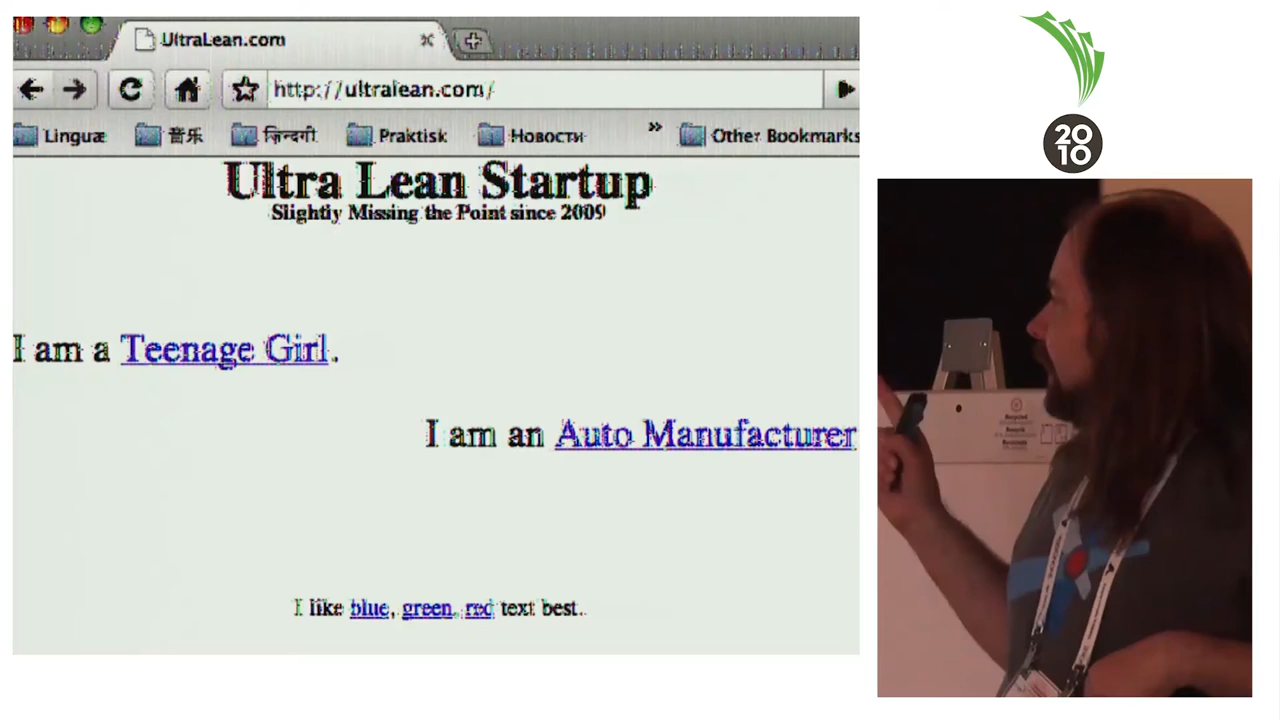 UltraLean.com
http://ultralean.com/
Linguæ 音乐 ज़िन्दगी Praktisk Новости » Other Bookmarks
Ultra Lean Startup
Slightly Missing the Point since 2009
I am a Teenage Girl.
I am an Auto Manufacturer
I like blue, green, red text best.
2010